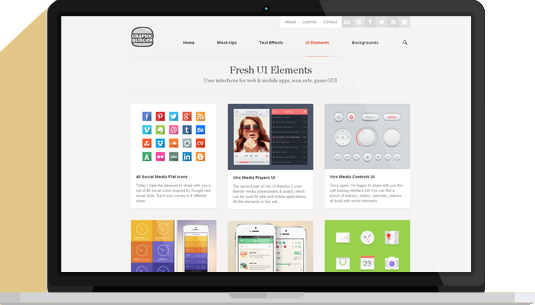 About License Contact
GRAPHIC
BURGER
Home Mock-Ups Text Effects UI Elements Backgrounds
Fresh UI Elements
User interfaces for web & mobile apps, icon sets, game GUI
40 Social Media Flat Icons
Today I have the pleasure to share with you a
set of 40 social icons inspired by Google new
visual style. Each icon comes in 4 different
sizes.
Vire Media Players UI
The second part of Vire UI features 2 user
friendly media players(video & audio), which
can be used for web and mobile applications
All the elements in this set
Vire Media Controls UI
Once again, I'm happy to share with you this
soft looking interface kit! You can find a
bunch of buttons, sliders, switches, charts,
all build with vector elements.